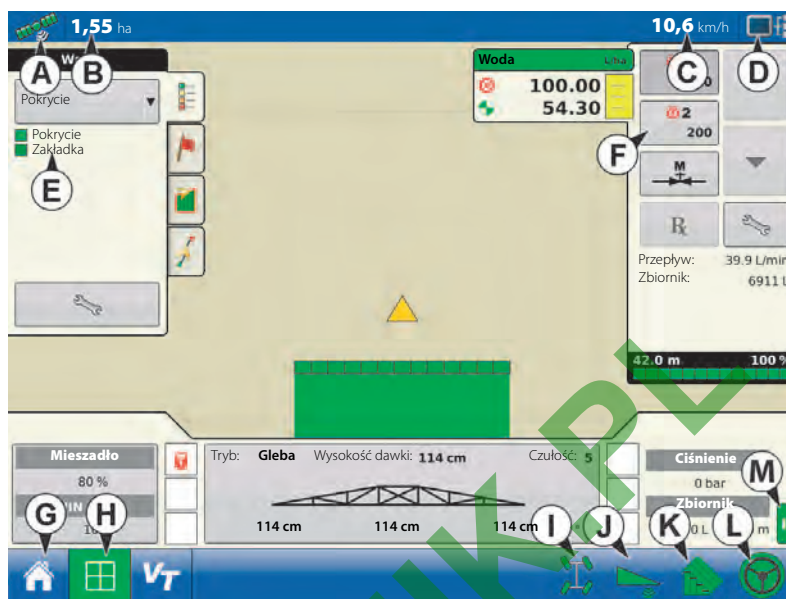 1,55 ha
10,6 km/h
A
B
C
D
Pokrycie
Pokrycie
Zakładka
E
Woda
100.00
54.30
F
2
200
M
R
Przepływ: 39.9 L/min
Zbiornik: 6911 L
42.0 m 100 %
Mieszadło
80 %
G
H
Tryb: Gleba Wysokość dawki: 114 cm Czułość: 5
114 cm 114 cm 114 cm
Ciśnienie
0 bar
Zbiornik
M
I
J
K
L
VT